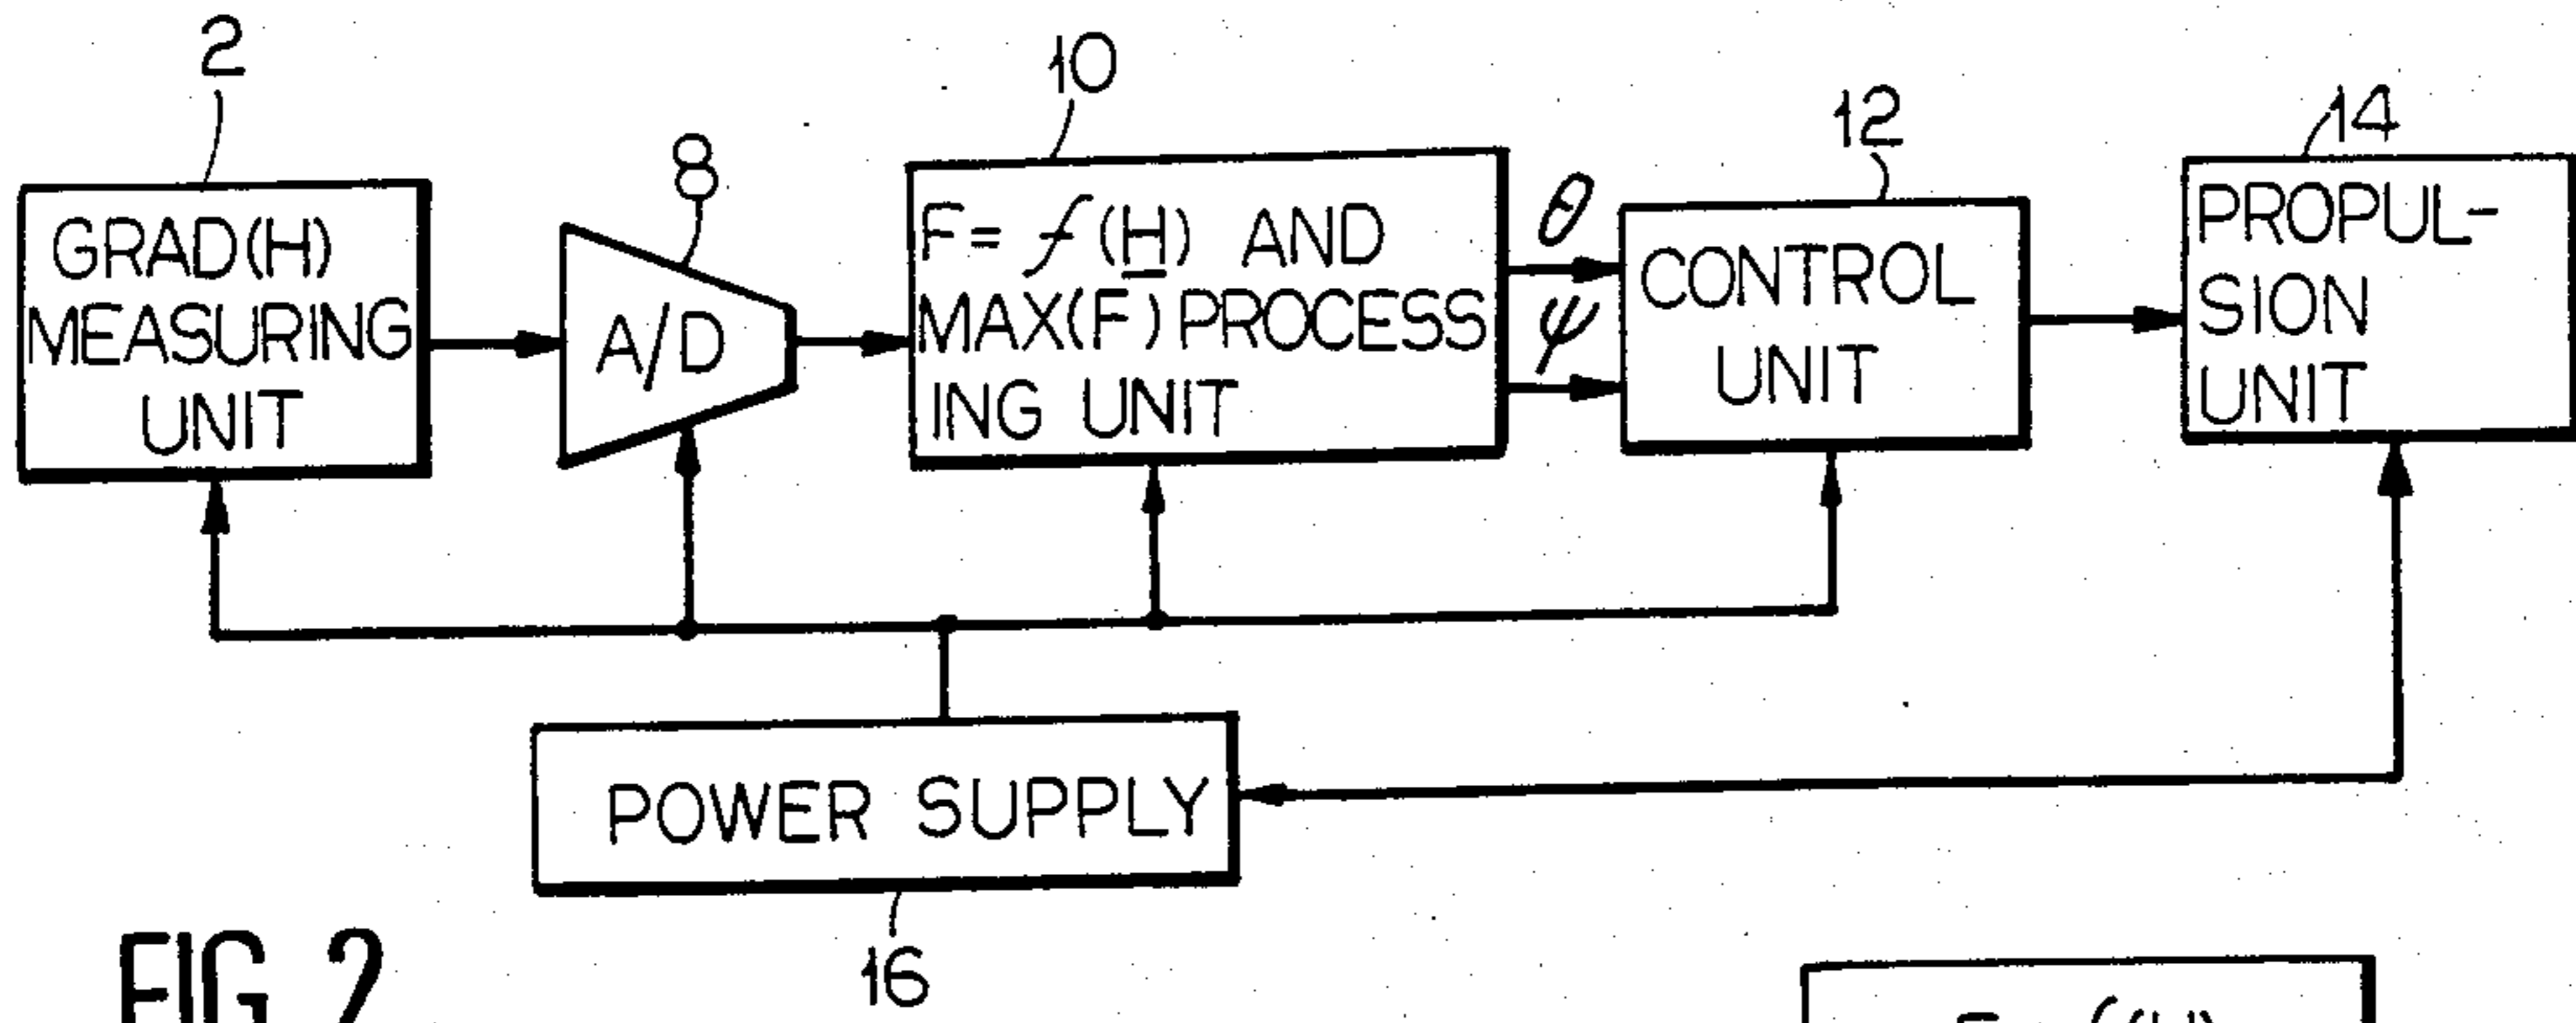 2
10
8
12
14
GRAD(H)
MEASURING
UNIT
A/D
F= f(H) AND
MAX(F) PROCESS
ING UNIT
θ
ψ
CONTROL
UNIT
PROPUL-
SION
UNIT
POWER SUPPLY
16
FIG. 2